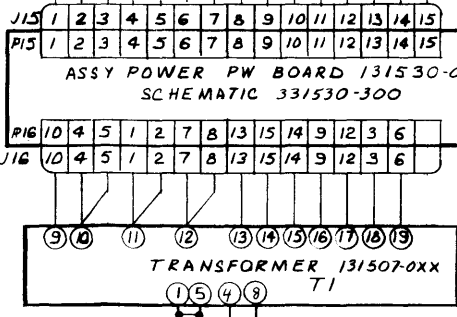 J15 1 2 3 4 5 6 7 8 9 10 11 12 13 14 15
P15 1 2 3 4 5 6 7 8 9 10 11 12 13 14 15
ASSY POWER PW BOARD 131530-0
SCHEMATIC 331530-300
P16 10 4 5 1 2 7 8 13 15 14 9 12 3 6
J16 10 4 5 1 2 7 8 13 15 14 9 12 3 6
9 10 11 12 13 14 15 16 17 18 19
TRANSFORMER 131507-0XX
T1
1 5 4 8